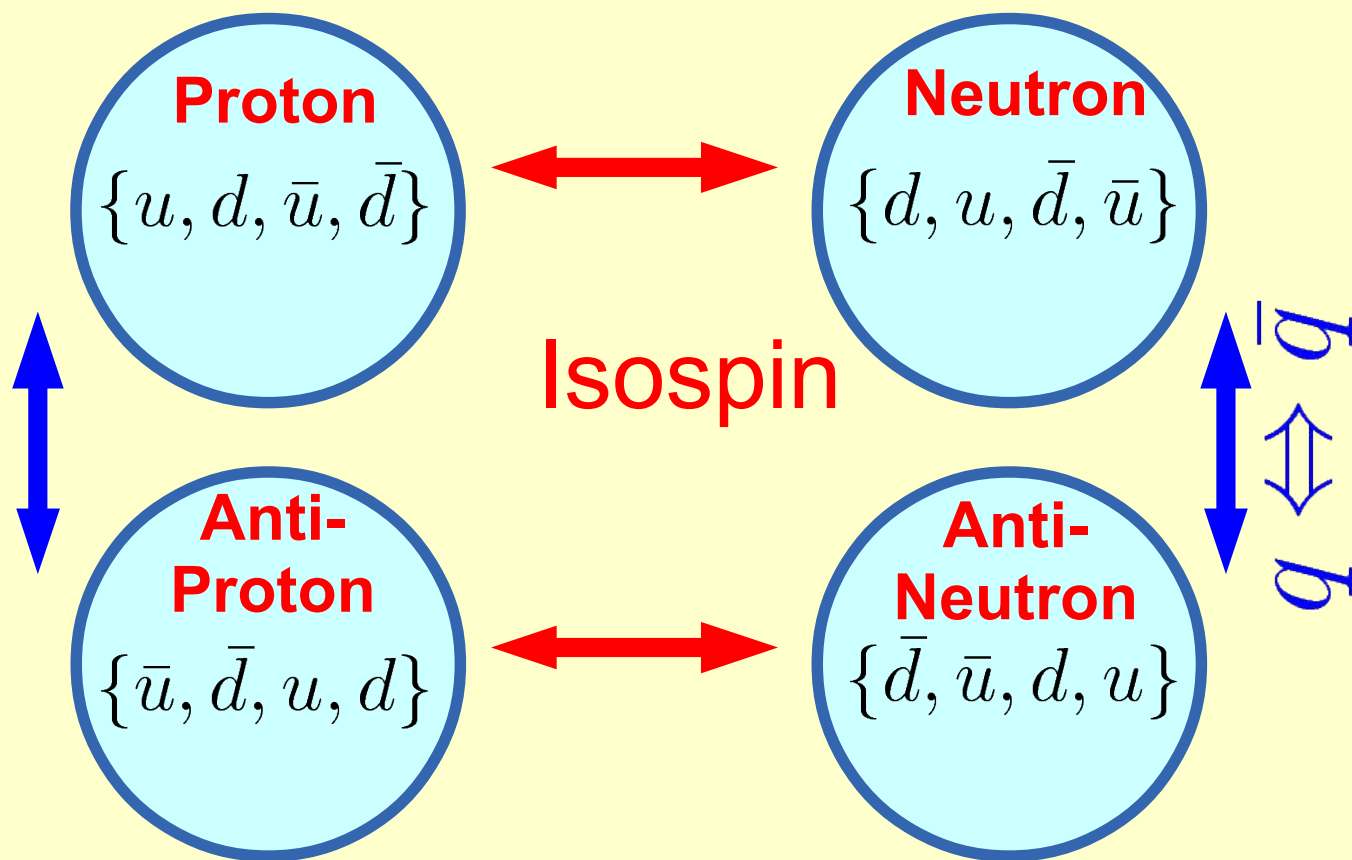 Proton
{u, d, ū, d̄}
Neutron
{d, u, d̄, ū}
Isospin
q ⇔ q̄
Anti-
Proton
{ū, d̄, u, d}
Anti-
Neutron
{d̄, ū, d, u}